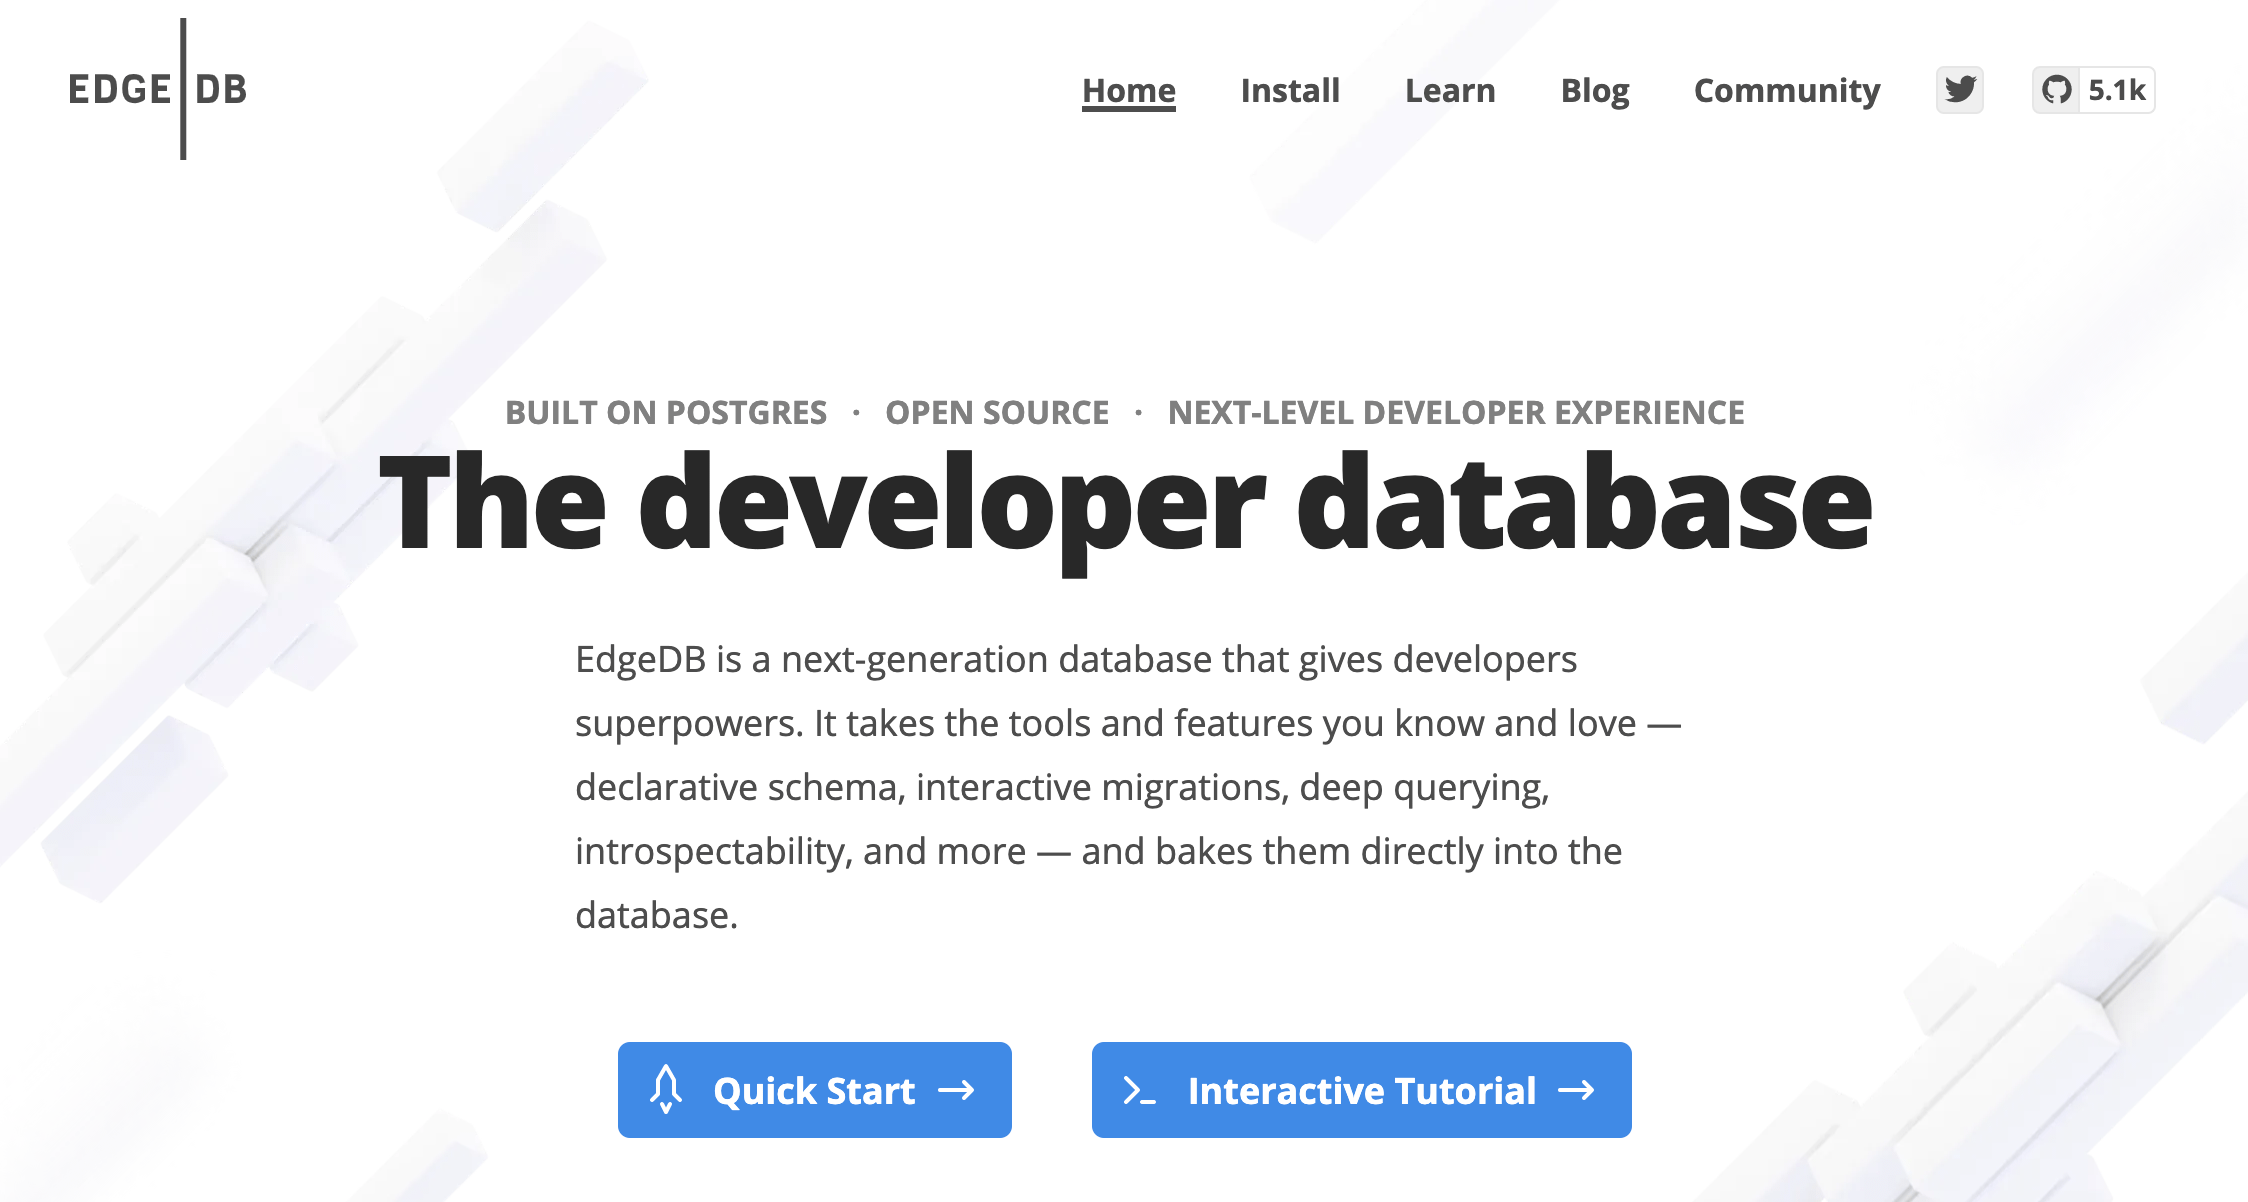 EDGE|DB
Home Install Learn Blog Community 5.1k
BUILT ON POSTGRES · OPEN SOURCE · NEXT-LEVEL DEVELOPER EXPERIENCE
The developer database
EdgeDB is a next-generation database that gives developers
superpowers. It takes the tools and features you know and love —
declarative schema, interactive migrations, deep querying,
introspectability, and more — and bakes them directly into the
database.
Quick Start →
Interactive Tutorial →